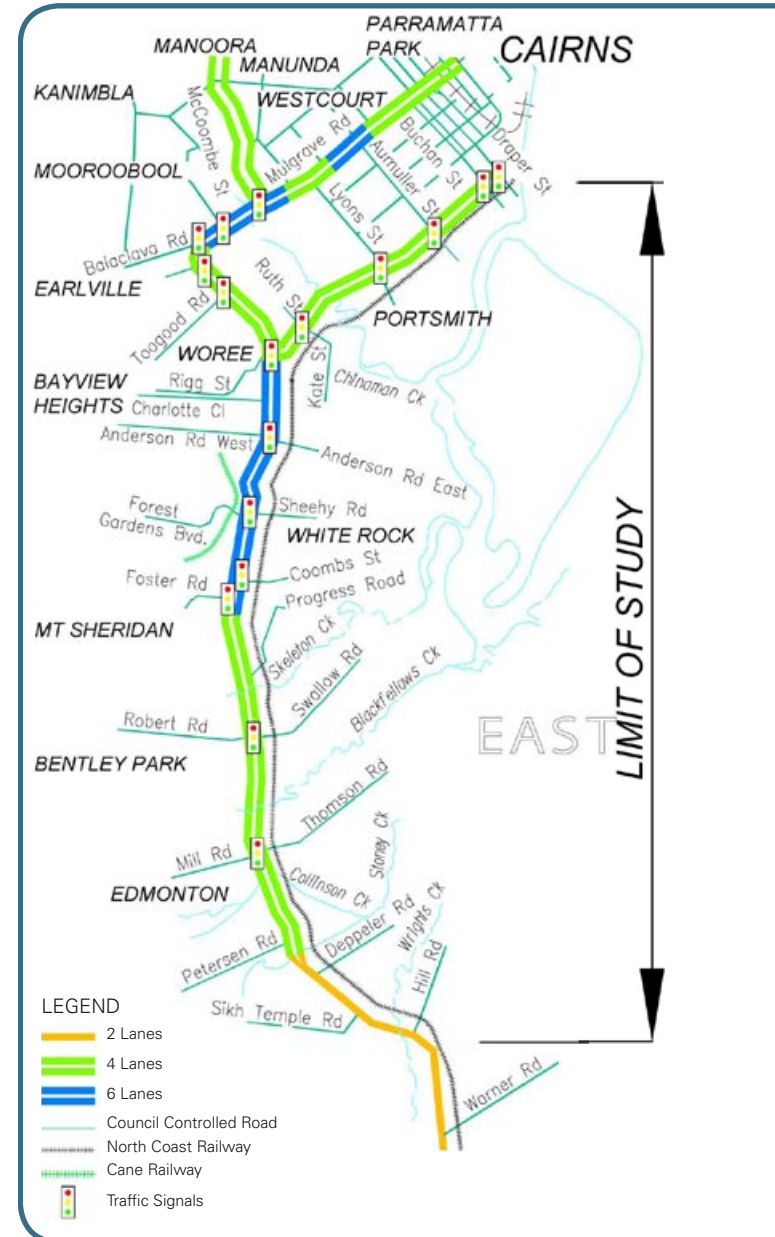 MANOORA
PARRAMATTA
PARK
CAIRNS
MANUNDA
KANIMBLA
WESTCOURT
McCoombe St
Mulgrave Rd
Buchan St
Draper St
Aumuller St
MOOROOBOOL
Lyons St
Balaclava Rd
EARLVILLE
Ruth St
Toogood Rd
PORTSMITH
WOREE
Kate St
Chinaman Ck
BAYVIEW
HEIGHTS
Rigg St
Charlotte Cl
Anderson Rd West
Anderson Rd East
Forest
Gardens Blvd.
Sheehy Rd
WHITE ROCK
Coombs St
Foster Rd
Progress Road
MT SHERIDAN
Skeleton Ck
Swallow Rd
Blackfellows Ck
Robert Rd
EAST
LIMIT OF STUDY
BENTLEY PARK
Thomson Rd
Stoney Ck
Mill Rd
EDMONTON
Collinson Ck
Deppeler Rd
Wrights Ck
Petersen Rd
Hill Rd
Sikh Temple Rd
Warner Rd
LEGEND
2 Lanes
4 Lanes
6 Lanes
Council Controlled Road
North Coast Railway
Cane Railway
Traffic Signals